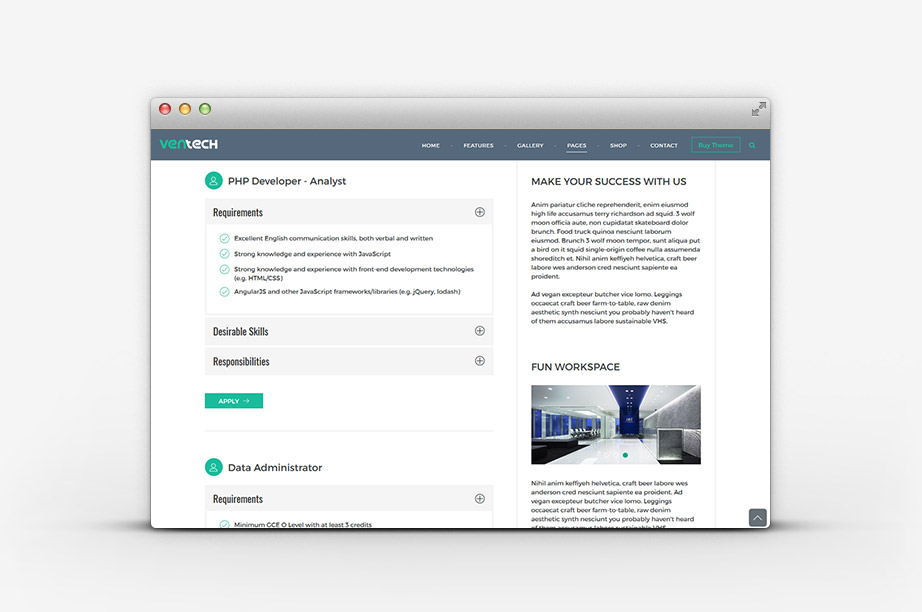 ventech
HOME
FEATURES
GALLERY
PAGES
SHOP
CONTACT
Buy Theme
PHP Developer - Analyst
Requirements
Excellent English communication skills, both verbal and written
Strong knowledge and experience with JavaScript
Strong knowledge and experience with front-end development technologies
(e.g. HTML/CSS)
AngularJS and other JavaScript frameworks/libraries (e.g. jQuery, lodash)
Desirable Skills
Responsibilities
APPLY
Data Administrator
Requirements
Minimum GCE O Level with at least 3 credits
MAKE YOUR SUCCESS WITH US
Anim pariatur cliche reprehenderit, enim eiusmod
high life accusamus terry richardson ad squid. 3 wolf
moon officia aute, non cupidatat skateboard dolor
brunch. Food truck quinoa nesciunt laborum
eiusmod. Brunch 3 wolf moon tempor, sunt aliqua put
a bird on it squid single-origin coffee nulla assumenda
shoreditch et. Nihil anim keffiyeh helvetica, craft beer
labore wes anderson cred nesciunt sapiente ea
proident.
Ad vegan excepteur butcher vice lomo. Leggings
occaecat craft beer farm-to-table, raw denim
aesthetic synth nesciunt you probably haven't heard
of them accusamus labore sustainable VHS.
FUN WORKSPACE
Nihil anim keffiyeh helvetica, craft beer labore wes
anderson cred nesciunt sapiente ea proident. Ad
vegan excepteur butcher vice lomo. Leggings
occaecat craft beer farm-to-table, raw denim
aesthetic synth nesciunt you probably haven't heard
of them accusamus labore sustainable VHS.